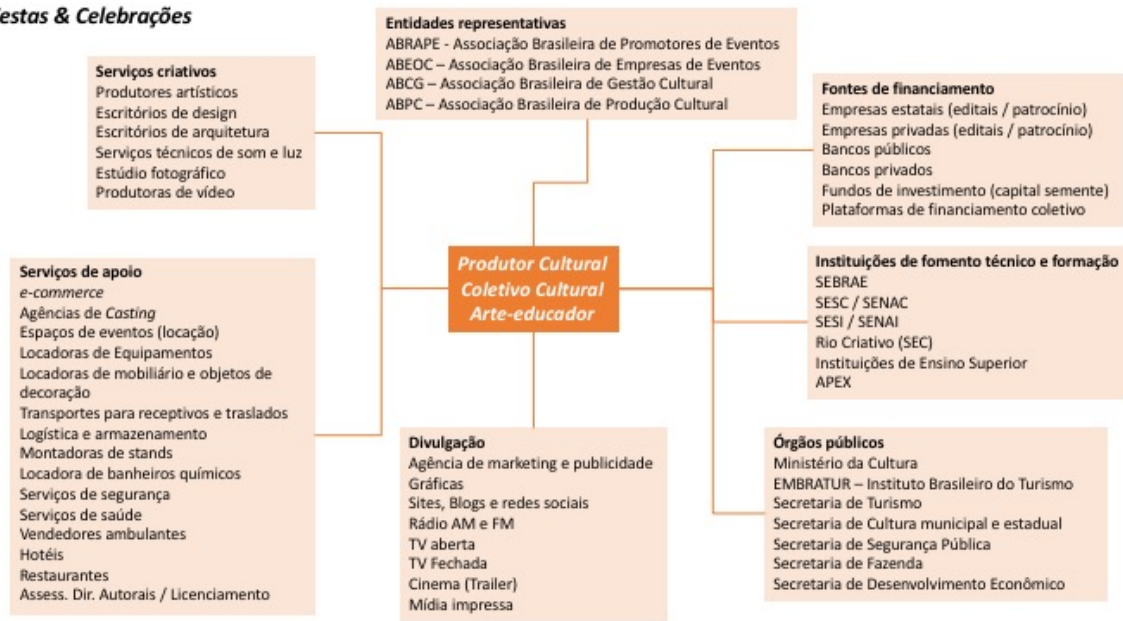 estas & Celebrações
Entidades representativas
ABRAPE - Associação Brasileira de Promotores de Eventos
ABEOC – Associação Brasileira de Empresas de Eventos
ABCG – Associação Brasileira de Gestão Cultural
ABPC – Associação Brasileira de Produção Cultural
Serviços criativos
Produtores artísticos
Escritórios de design
Escritórios de arquitetura
Serviços técnicos de som e luz
Estúdio fotográfico
Produtoras de vídeo
Fontes de financiamento
Empresas estatais (editais / patrocínio)
Empresas privadas (editais / patrocínio)
Bancos públicos
Bancos privados
Fundos de investimento (capital semente)
Plataformas de financiamento coletivo
Produtor Cultural
Coletivo Cultural
Arte-educador
Instituições de fomento técnico e formação
SEBRAE
SESC / SENAC
SESI / SENAI
Rio Criativo (SEC)
Instituições de Ensino Superior
APEX
Serviços de apoio
e-commerce
Agências de Casting
Espaços de eventos (locação)
Locadoras de Equipamentos
Locadoras de mobiliário e objetos de
decoração
Transportes para receptivos e traslados
Logística e armazenamento
Montadoras de stands
Locadora de banheiros químicos
Serviços de segurança
Serviços de saúde
Vendedores ambulantes
Hotéis
Restaurantes
Assess. Dir. Autorais / Licenciamento
Divulgação
Agência de marketing e publicidade
Gráficas
Sites, Blogs e redes sociais
Rádio AM e FM
TV aberta
TV Fechada
Cinema (Trailer)
Mídia impressa
Órgãos públicos
Ministério da Cultura
EMBRATUR – Instituto Brasileiro do Turismo
Secretaria de Turismo
Secretaria de Cultura municipal e estadual
Secretaria de Segurança Pública
Secretaria de Fazenda
Secretaria de Desenvolvimento Econômico